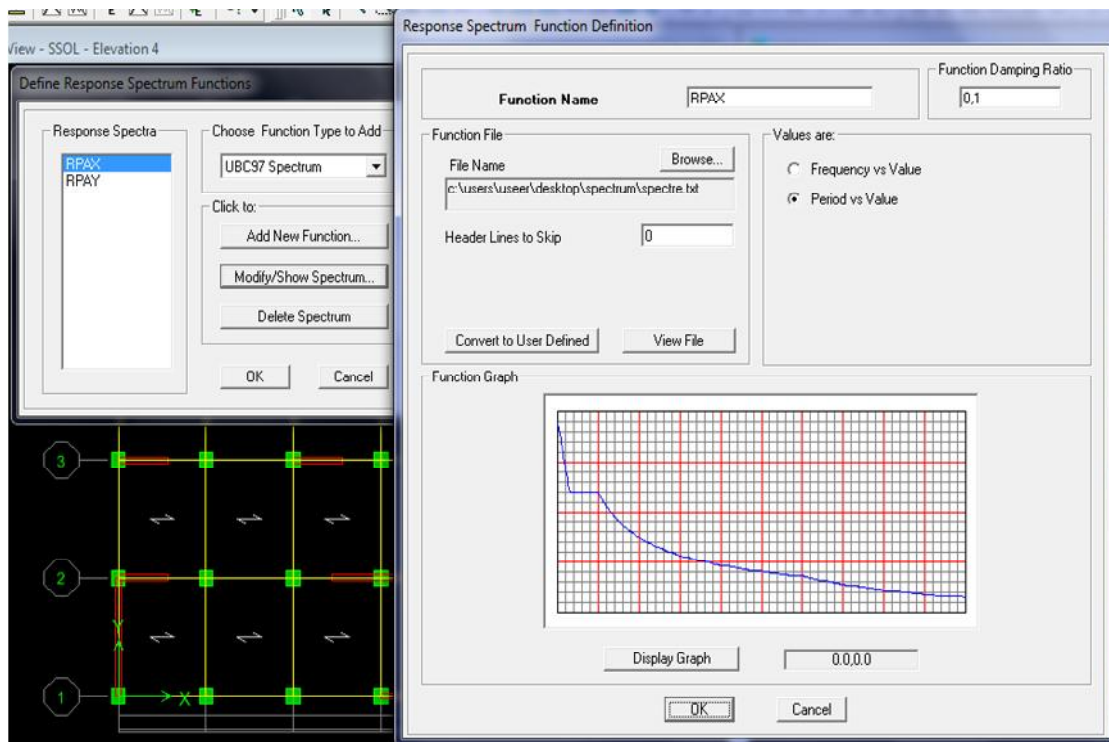 View - SSOL - Elevation 4
Define Response Spectrum Functions
Response Spectra
RPAX
RPAY
Choose Function Type to Add
UBC97 Spectrum
Click to:
Add New Function...
Modify/Show Spectrum...
Delete Spectrum
OK
Cancel
3
2
1
Y
X
Response Spectrum Function Definition
Function Name
RPAX
Function Damping Ratio
0,1
Function File
File Name
Browse...
c:\users\useer\desktop\spectrum\spectre.txt
Header Lines to Skip
0
Convert to User Defined
View File
Values are:
Frequency vs Value
Period vs Value
Function Graph
Display Graph
0.0,0.0
OK
Cancel